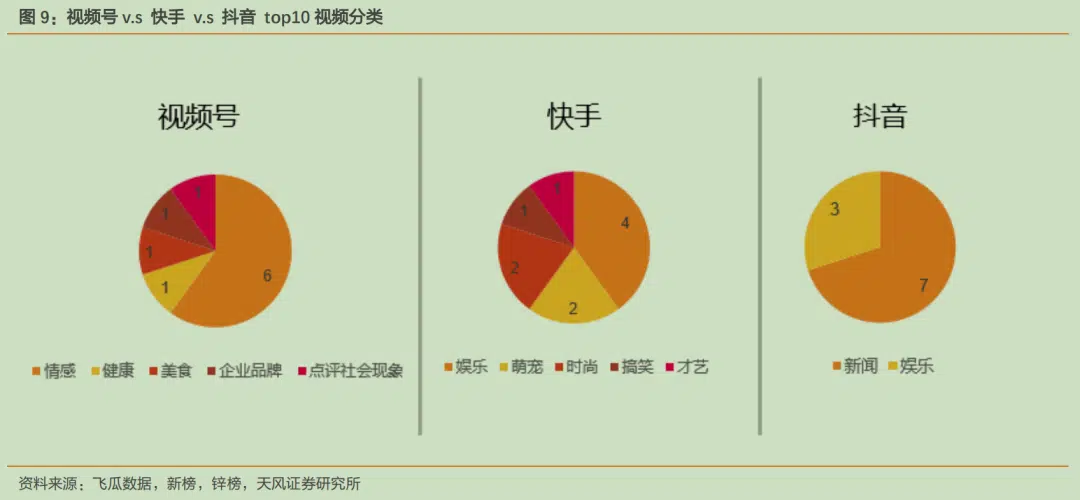 图 9：视频号 v.s 快手 v.s 抖音 top10 视频分类
视频号
快手
抖音
6
1
1
1
1
4
2
2
1
1
7
3
情感 健康 美食 企业品牌 点评社会现象
娱乐 萌宠 时尚 搞笑 才艺
新闻 娱乐
资料来源：飞瓜数据，新榜，锌榜，天风证券研究所